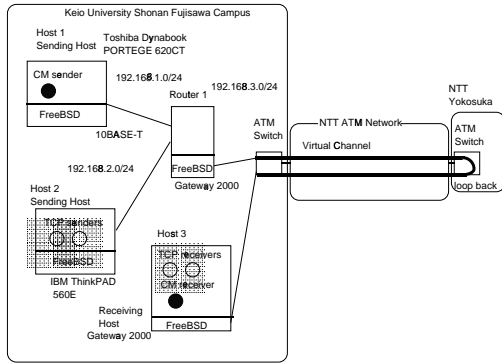 Keio University Shonan Fujisawa Campus
Host 1
Sending Host
Toshiba Dynabook
PORTEGE 620CT
CM sender
FreeBSD
192.168.1.0/24
192.168.3.0/24
Router 1
10BASE-T
192.168.2.0/24
FreeBSD
Gateway 2000
ATM
Switch
NTT ATM Network
Virtual Channel
NTT
Yokosuka
ATM
Switch
loop back
Host 2
Sending Host
TCP senders
FreeBSD
IBM ThinkPAD
560E
Host 3
TCP receivers
CM receiver
Receiving
Host
Gateway 2000
FreeBSD